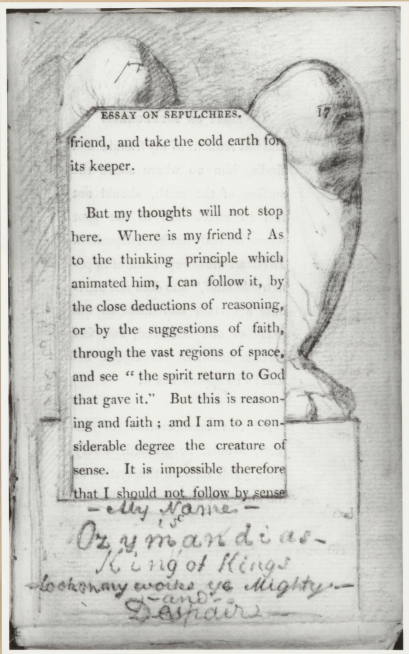 ESSAY ON SEPULCHRES. 17
friend, and take the cold earth for
its keeper.
But my thoughts will not stop
here. Where is my friend? As
to the thinking principle which
animated him, I can follow it, by
the close deductions of reasoning,
or by the suggestions of faith,
through the vast regions of space,
and see “ the spirit return to God
that gave it.” But this is reason-
ing and faith ; and I am to a con-
siderable degree the creature of
sense. It is impossible therefore
that I should not follow by sense
– My Name –
is
Ozymandias –
King of Kings
– Look on my works ye Mighty –
– and –
Despair –